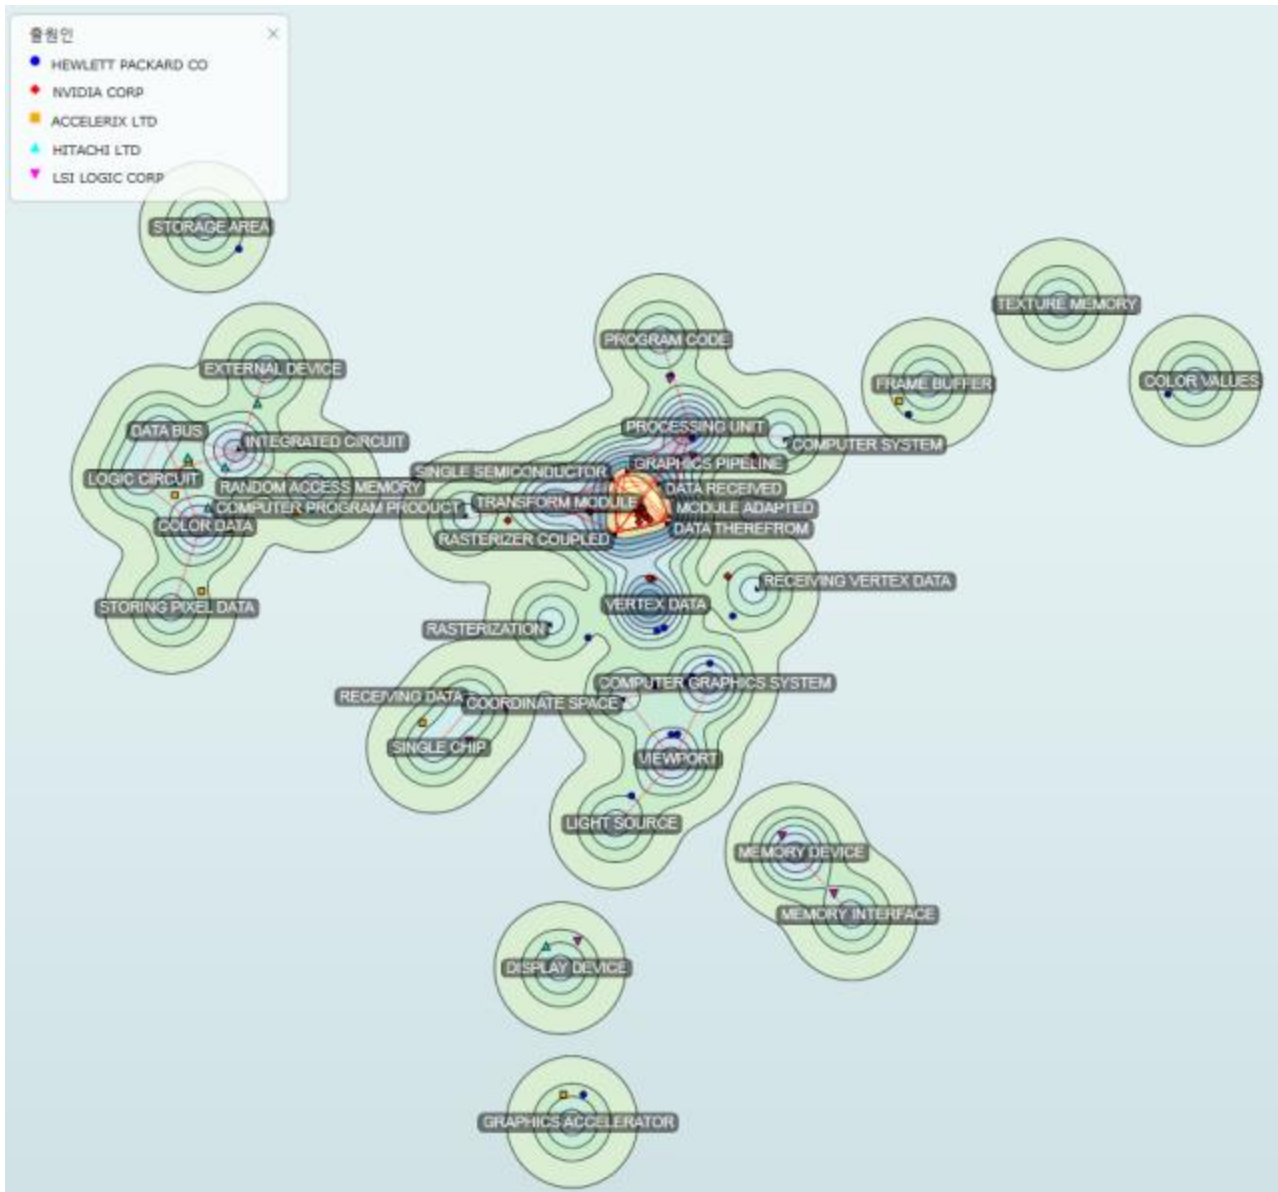 출원인
HEWLETT PACKARD CO
NVIDIA CORP
ACCELERIX LTD
HITACHI LTD
LSI LOGIC CORP
STORAGE AREA
TEXTURE MEMORY
PROGRAM CODE
EXTERNAL DEVICE
FRAME BUFFER
COLOR VALUES
DATA BUS
PROCESSING UNIT
INTEGRATED CIRCUIT
COMPUTER SYSTEM
GRAPHICS PIPELINE
SINGLE SEMICONDUCTOR
LOGIC CIRCUIT
RANDOM ACCESS MEMORY
DATA RECEIVED
TRANSFORM MODULE
COMPUTER PROGRAM PRODUCT
MODULE ADAPTED
COLOR DATA
DATA THEREFROM
RASTERIZER COUPLED
RECEIVING VERTEX DATA
VERTEX DATA
STORING PIXEL DATA
RASTERIZATION
COMPUTER GRAPHICS SYSTEM
RECEIVING DATA
COORDINATE SPACE
SINGLE CHIP
VIEWPORT
LIGHT SOURCE
MEMORY DEVICE
MEMORY INTERFACE
DISPLAY DEVICE
GRAPHICS ACCELERATOR